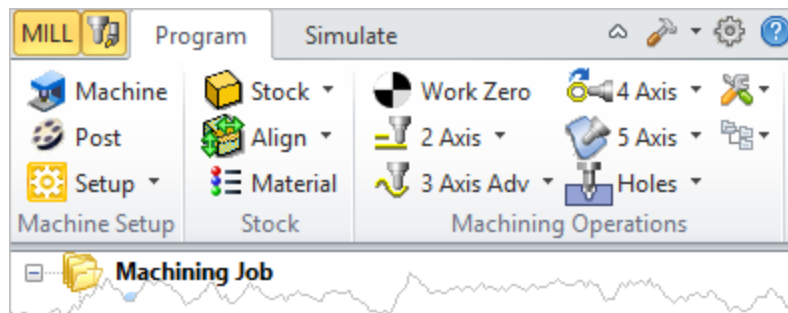 MILL Program Simulate
Machine Stock Work Zero 4 Axis
Post Align 2 Axis 5 Axis
Setup Material 3 Axis Adv Holes
Machine Setup Stock Machining Operations
Machining Job